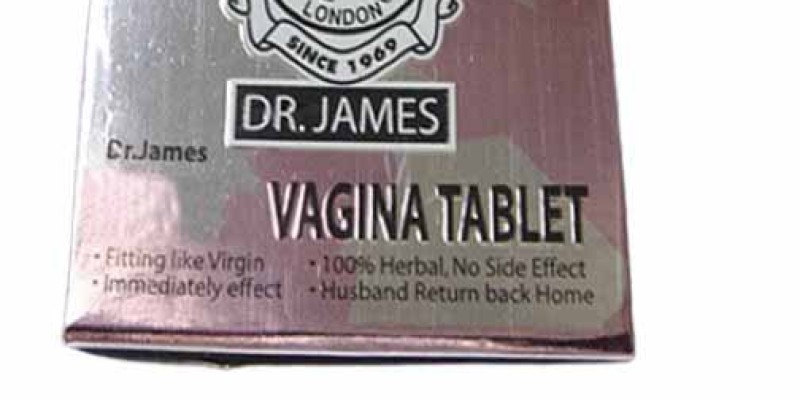 LONDON
SINCE 1969
DR. JAMES
Dr.James
VAGINA TABLET
• Fitting like Virgin
• 100% Herbal, No Side Effect
• Immediately effect
• Husband Return back Home